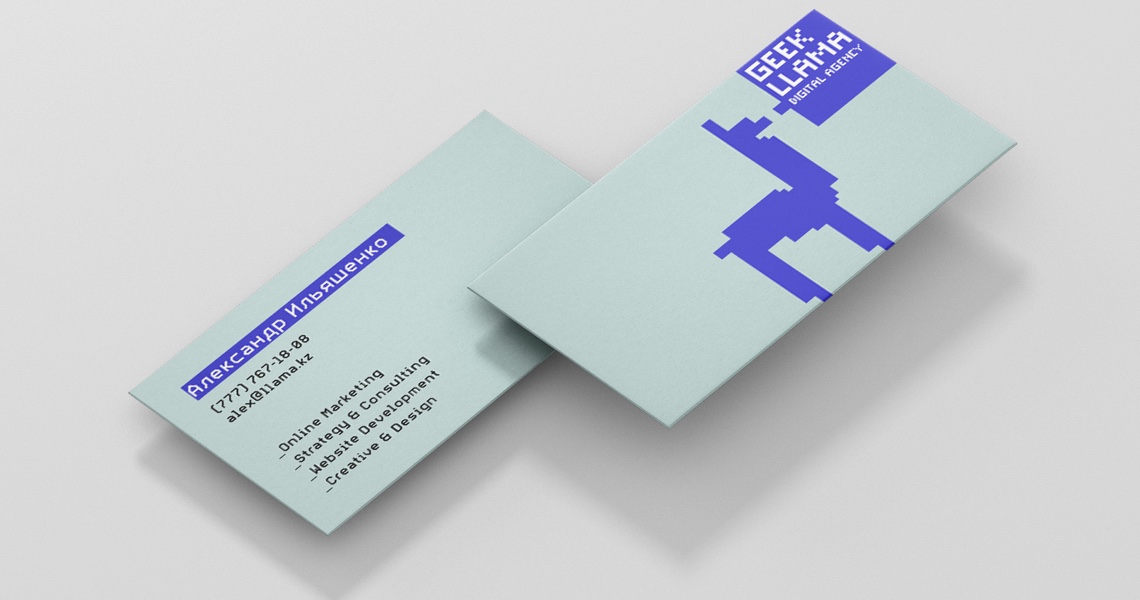 Александр Ильяшенко
(777) 767-18-08
alex@llama.kz
_Online Marketing
_Strategy & Consulting
_Website Development
_Creative & Design
GEEK
LLAMA
DIGITAL AGENCY